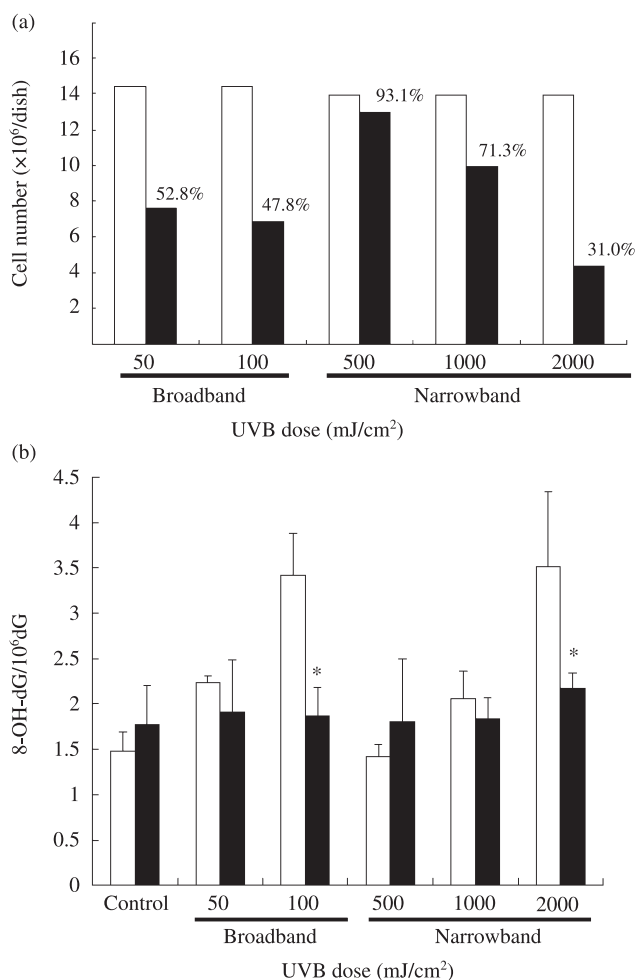 (a)
Cell number (×10⁶/dish)
16
14
12
10
8
6
4
2
52.8%
47.8%
93.1%
71.3%
31.0%
50 100 500 1000 2000
Broadband Narrowband
UVB dose (mJ/cm²)
(b)
8-OH-dG/10⁶dG
4.5
4
3.5
3
2.5
2
1.5
1
0.5
0
*
*
Control 50 100 500 1000 2000
Broadband Narrowband
UVB dose (mJ/cm²)